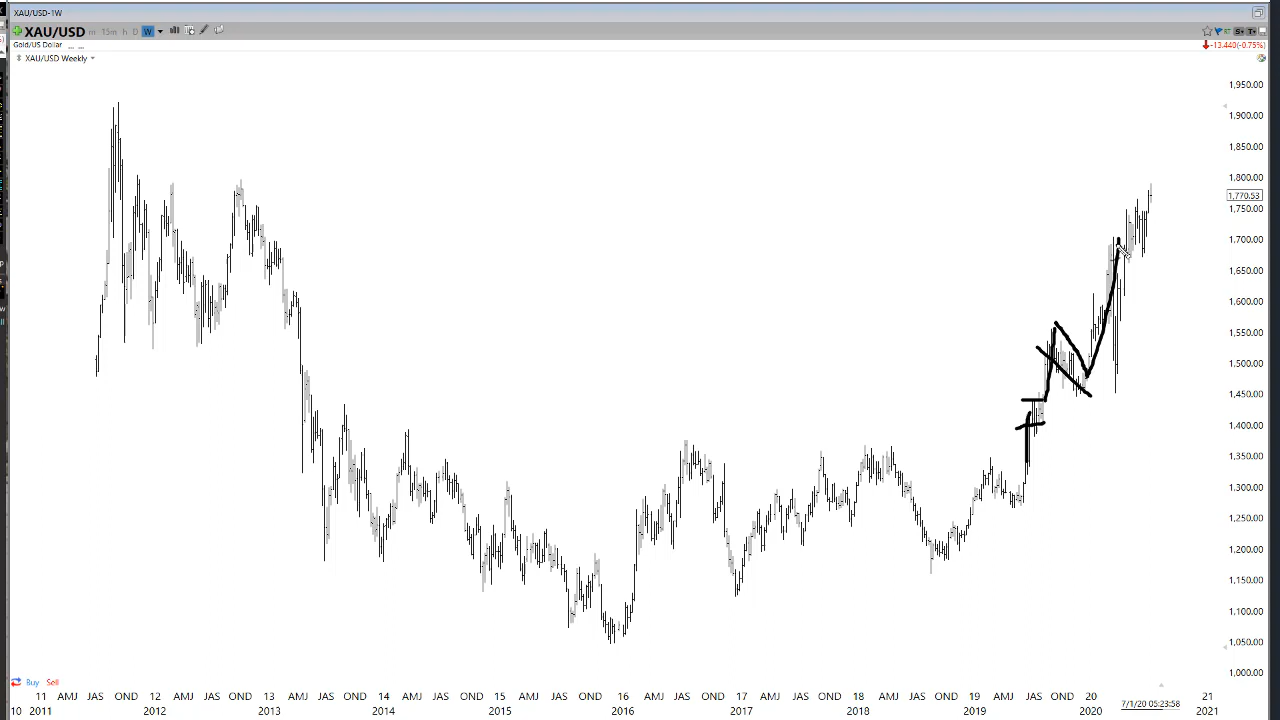 XAU/USD-1W
XAU/USD m 15m h D W
RT S+ T+
Gold/US Dollar ... ...
-13.440(-0.75%)
XAU/USD Weekly
1,950.00
1,900.00
1,850.00
1,800.00
1,770.53
1,750.00
1,700.00
1,650.00
1,600.00
1,550.00
1,500.00
1,450.00
1,400.00
1,350.00
1,300.00
1,250.00
1,200.00
1,150.00
1,100.00
1,050.00
1,000.00
Buy Sell
11 AMJ JAS OND 12 AMJ JAS OND 13 AMJ JAS OND 14 AMJ JAS OND 15 AMJ JAS OND 16 AMJ JAS OND 17 AMJ JAS OND 18 AMJ JAS OND 19 AMJ JAS OND 20 21
10 2011 2012 2013 2014 2015 2016 2017 2018 2019 2020 7/1/20 05:23:58 2021